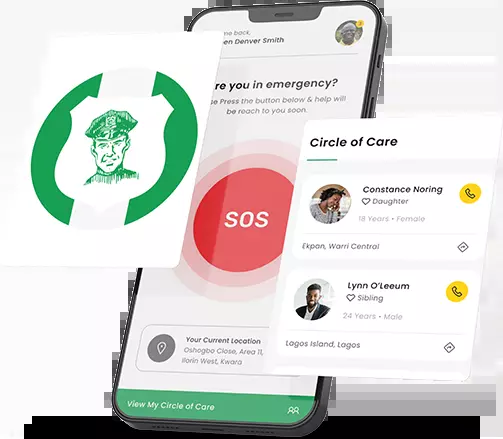 me back,
en Denver Smith
re you in emergency?
e Press the button below & help will
be reach to you soon.
SOS
Your Current Location
Oshogbo Close, Area 11,
Ilorin West, Kwara
View My Circle of Care
Circle of Care
Constance Noring
Daughter
18 Years • Female
Ekpan, Warri Central
Lynn O'Leeum
Sibling
24 Years • Male
Lagos Island, Lagos